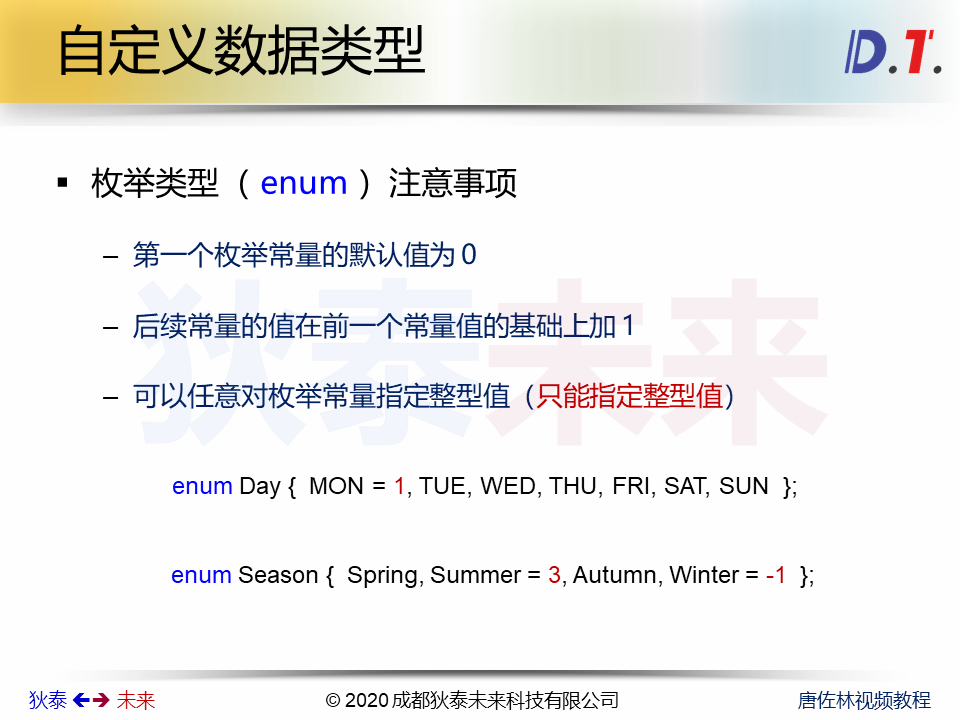 自定义数据类型
D.T.
枚举类型（enum）注意事项
– 第一个枚举常量的默认值为 0
– 后续常量的值在前一个常量值的基础上加 1
– 可以任意对枚举常量指定整型值（只能指定整型值）
狄泰未来
enum Day { MON = 1, TUE, WED, THU, FRI, SAT, SUN };
enum Season { Spring, Summer = 3, Autumn, Winter = -1 };
狄泰 未来
© 2020 成都狄泰未来科技有限公司
唐佐林视频教程